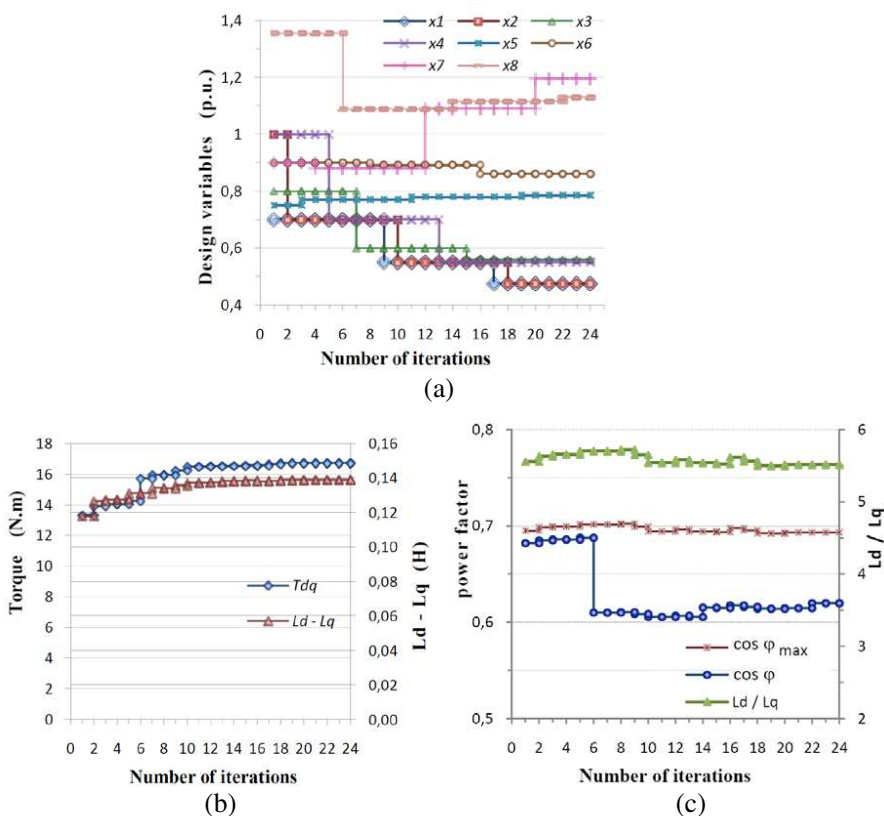 x1 x2 x3
x4 x5 x6
x7 x8
Design variables (p.u.)
1,4
1,2
1
0,8
0,6
0,4
0 2 4 6 8 10 12 14 16 18 20 22 24
Number of iterations
(a)
Torque (N.m)
18
16
14
12
10
8
6
4
2
0
Tdq
Ld - Lq
0,16
0,14
0,12
0,10
0,08
0,06
0,04
0,02
0,00
Ld - Lq (H)
0 2 4 6 8 10 12 14 16 18 20 22 24
Number of iterations
(b)
power factor
0,8
0,7
0,6
0,5
cos φ max
cos φ
Ld / Lq
6
5
4
3
2
Ld / Lq
0 2 4 6 8 10 12 14 16 18 20 22 24
Number of iterations
(c)